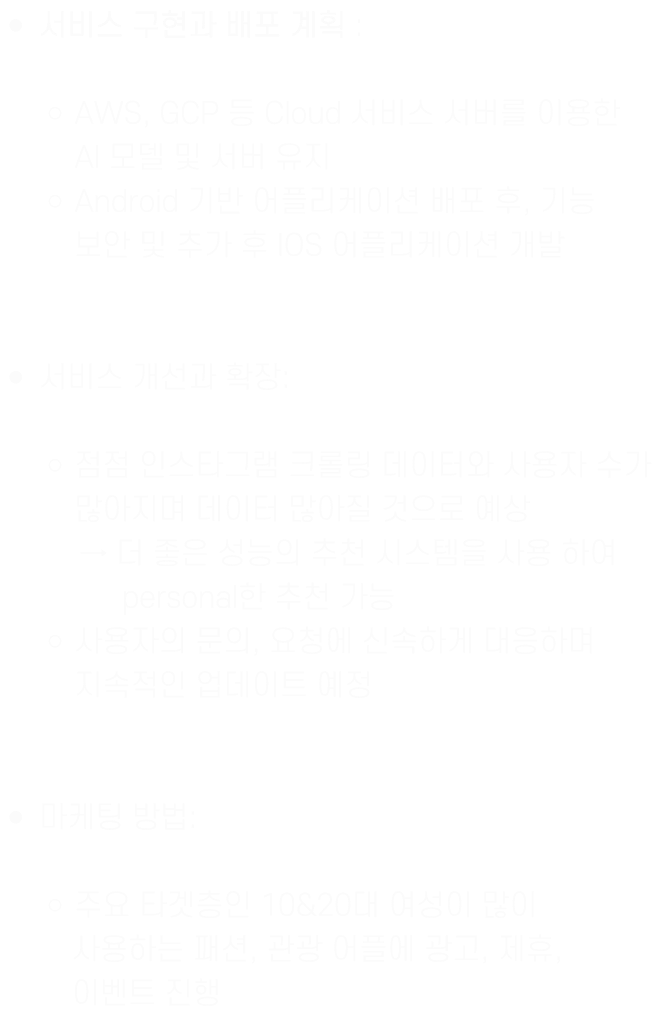 • 서비스 구현과 배포 계획 :
○ AWS, GCP 등 Cloud 서비스 서버를 이용한
AI 모델 및 서버 유지
○ Android 기반 어플리케이션 배포 후, 기능
보안 및 추가 후 IOS 어플리케이션 개발
• 서비스 개선과 확장:
○ 점점 인스타그램 크롤링 데이터와 사용자 수가
많아지며 데이터 많아질 것으로 예상
→ 더 좋은 성능의 추천 시스템을 사용 하여
personal한 추천 가능
○ 사용자의 문의, 요청에 신속하게 대응하며
지속적인 업데이트 예정
• 마케팅 방법:
○ 주요 타겟층인 10&20대 여성이 많이
사용하는 패션, 관광 어플에 광고, 제휴,
이벤트 진행